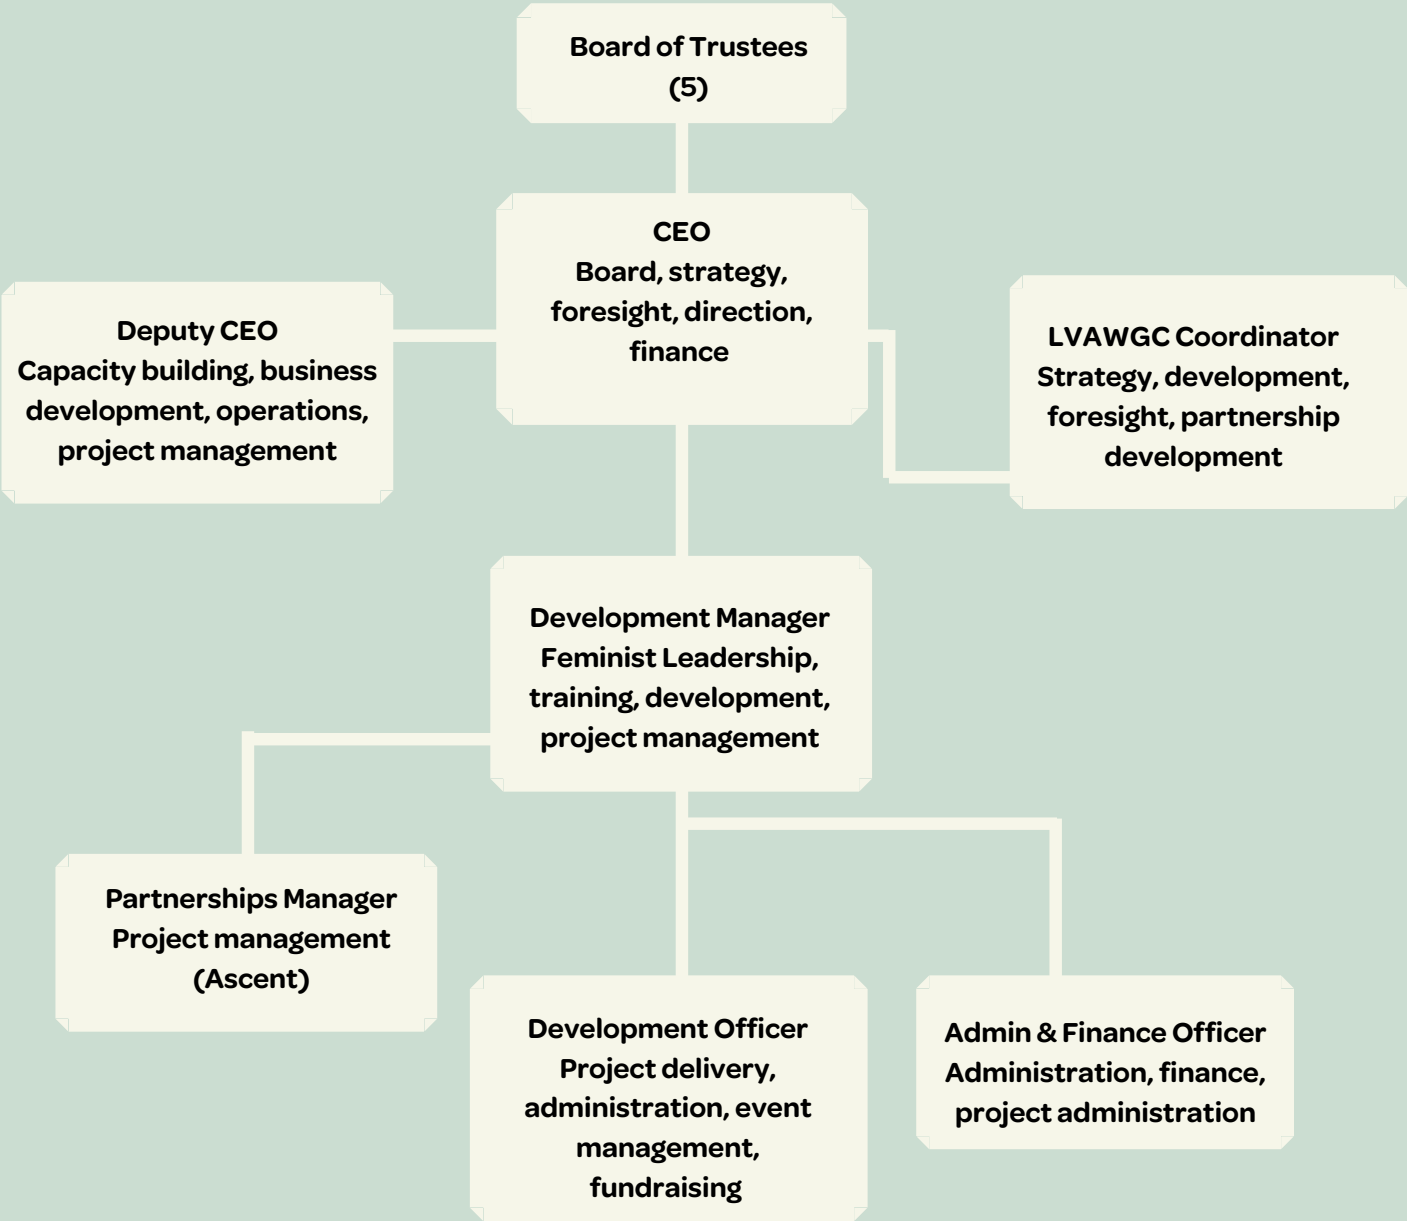 Board of Trustees
(5)
CEO
Board, strategy,
foresight, direction,
finance
Deputy CEO
Capacity building, business
development, operations,
project management
LVAWGC Coordinator
Strategy, development,
foresight, partnership
development
Development Manager
Feminist Leadership,
training, development,
project management
Partnerships Manager
Project management
(Ascent)
Development Officer
Project delivery,
administration, event
management,
fundraising
Admin & Finance Officer
Administration, finance,
project administration